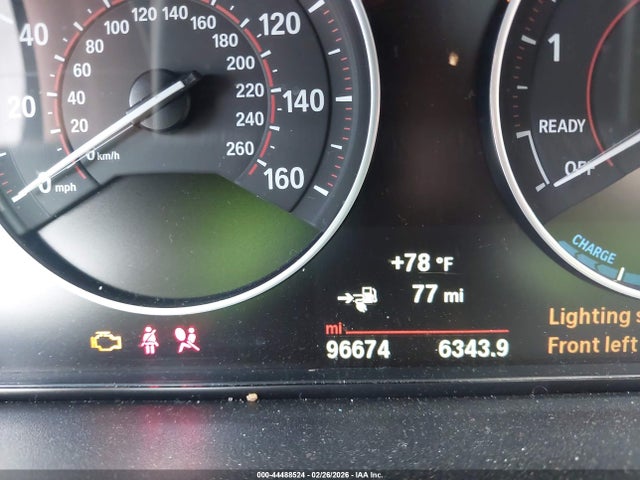 20
40
120
140
160
0 mph
20
40
60
80
100
120
140
160
180
200
220
240
260
0 km/h
1
READY
OFF
CHARGE
+78 °F
77 mi
mi
96674 6343.9
Lighting
Front left
000-44488524 - 02/26/2026 - IAA Inc.